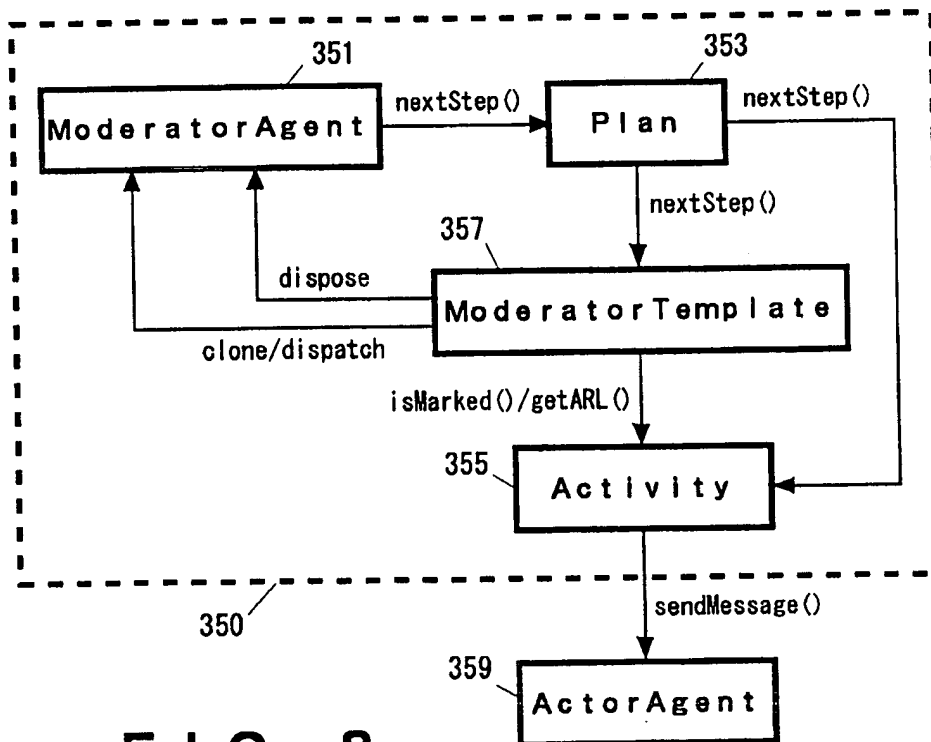 351
353
ModeratorAgent
nextStep()
Plan
nextStep()
nextStep()
357
dispose
ModeratorTemplate
clone/dispatch
isMarked()/getARL()
355
Activity
350
sendMessage()
359
ActorAgent